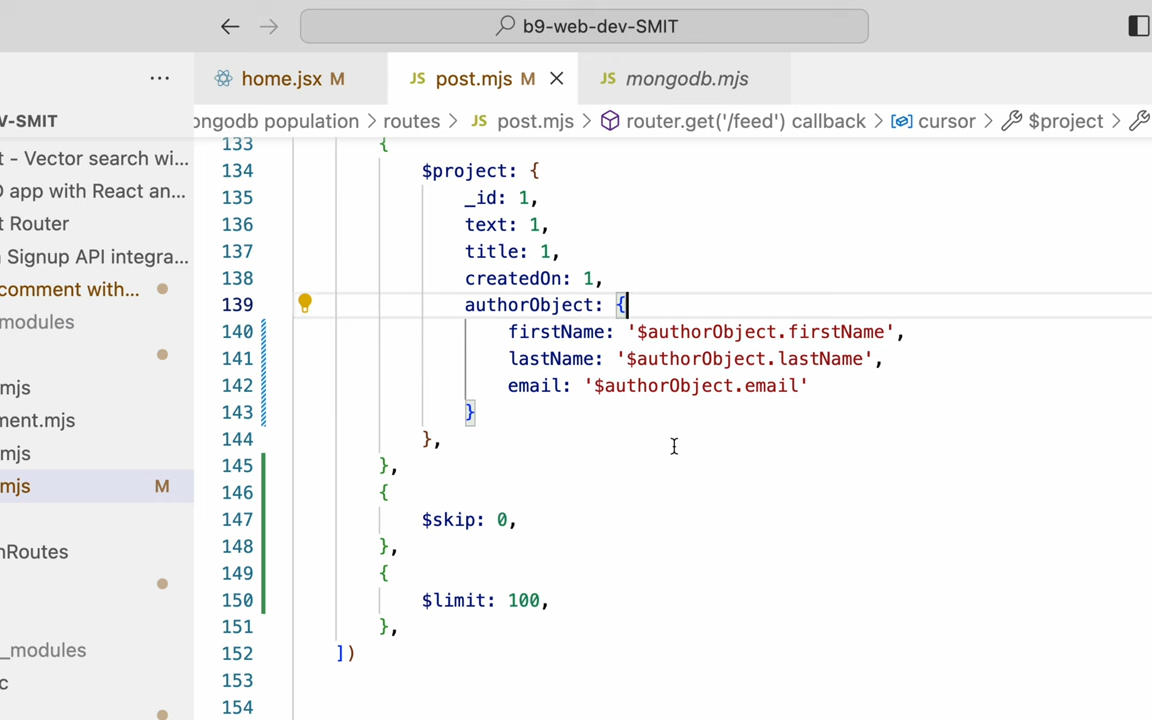 b9-web-dev-SMIT
home.jsx M
JS post.mjs M
JS mongodb.mjs
V-SMIT
ongodb population > routes > JS post.mjs > router.get('/feed') callback > cursor > $project >
t - Vector search wi...
O app with React an...
t Router
Signup API integra...
comment with...
modules
mjs
ment.mjs
mjs
mjs M
nRoutes
_modules
c
133 {
134 $project: {
135 _id: 1,
136 text: 1,
137 title: 1,
138 createdOn: 1,
139 authorObject: {
140 firstName: '$authorObject.firstName',
141 lastName: '$authorObject.lastName',
142 email: '$authorObject.email'
143 }
144 },
145 },
146 {
147 $skip: 0,
148 },
149 {
150 $limit: 100,
151 },
152 ])
153
154